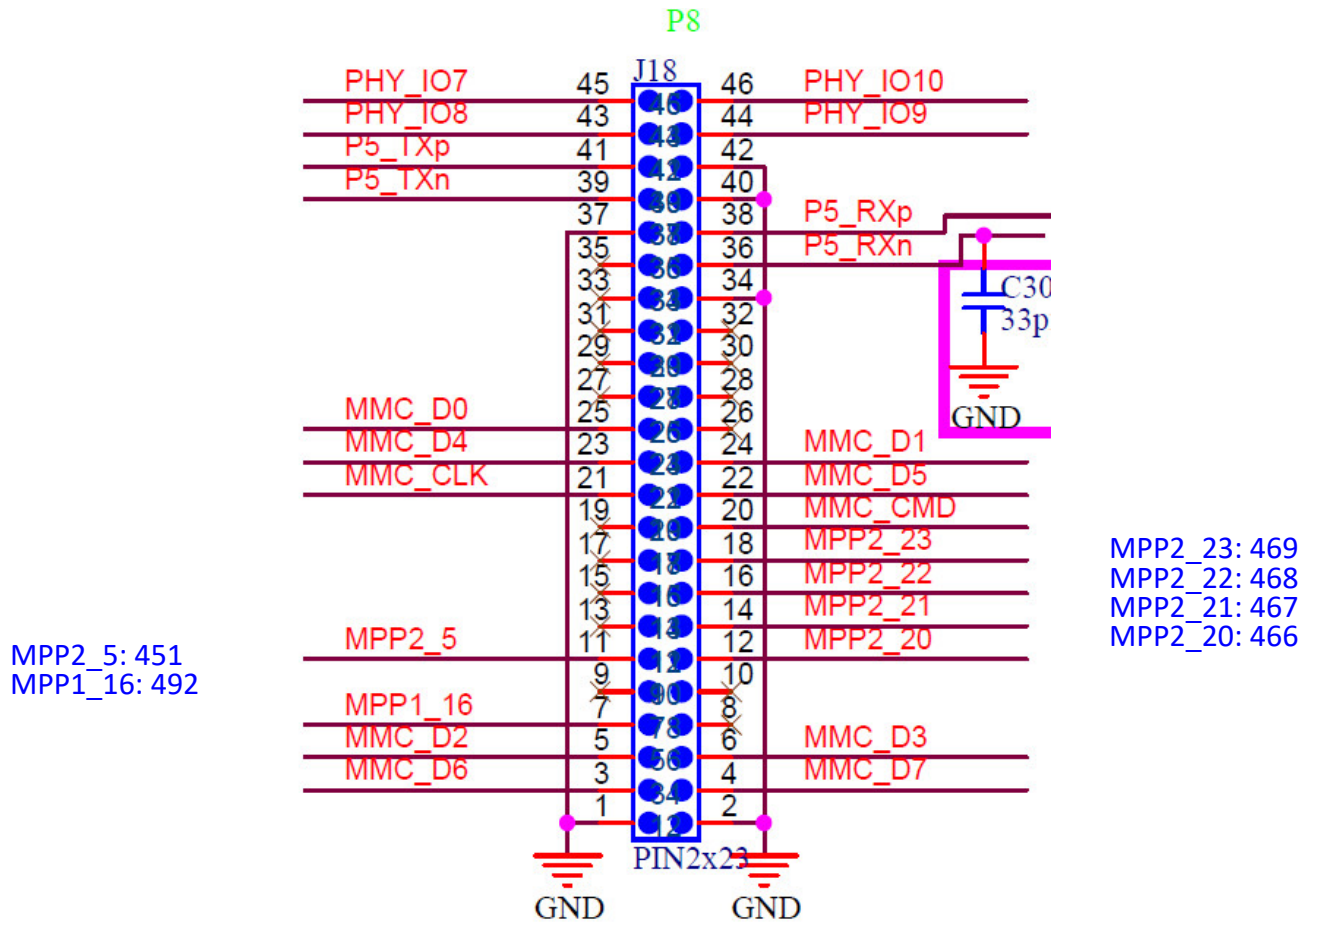 P8
J18
PHY_IO7 45 46 PHY_IO10
PHY_IO8 43 44 PHY_IO9
P5_TXp 41 42
P5_TXn 39 40
37 38 P5_RXp
35 36 P5_RXn
33 34
31 32
29 30
27 28
MMC_D0 25 26
MMC_D4 23 24 MMC_D1
MMC_CLK 21 22 MMC_D5
19 20 MMC_CMD
17 18 MPP2_23
15 16 MPP2_22
13 14 MPP2_21
MPP2_5 11 12 MPP2_20
9 10
MPP1_16 7 8
MMC_D2 5 6 MMC_D3
MMC_D6 3 4 MMC_D7
1 2
PIN2x23
GND
GND
C30
33p
GND
MPP2_5: 451
MPP1_16: 492
MPP2_23: 469
MPP2_22: 468
MPP2_21: 467
MPP2_20: 466